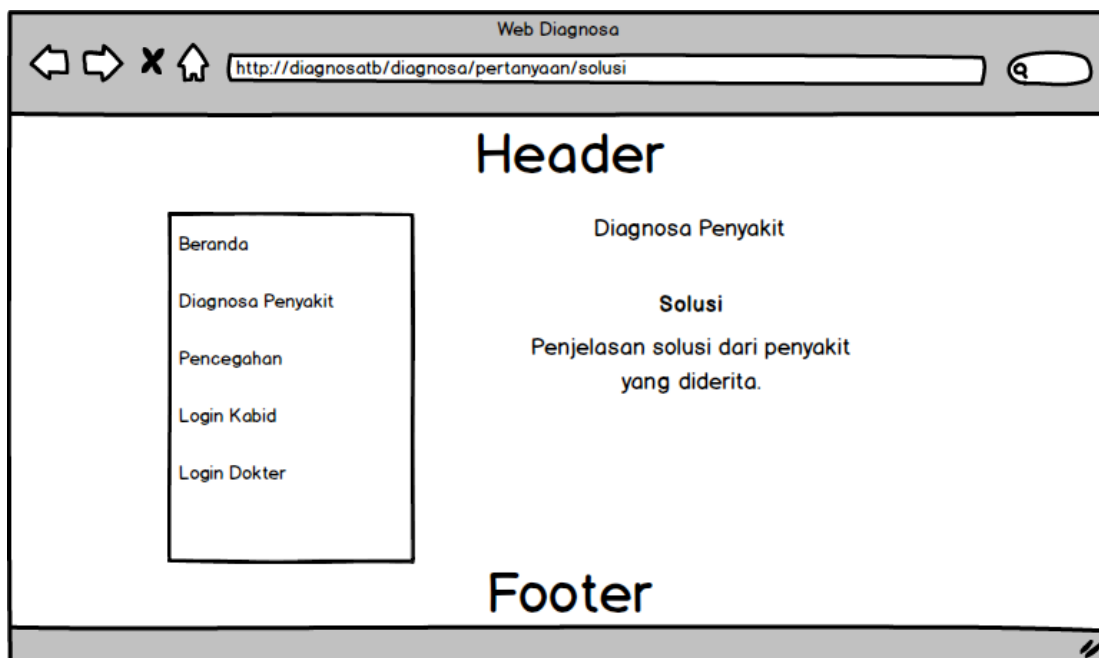 Web Diagnosa
http://diagnosatb/diagnosa/pertanyaan/solusi
Header
Beranda
Diagnosa Penyakit
Pencegahan
Login Kabid
Login Dokter
Diagnosa Penyakit
Solusi
Penjelasan solusi dari penyakit
yang diderita.
Footer